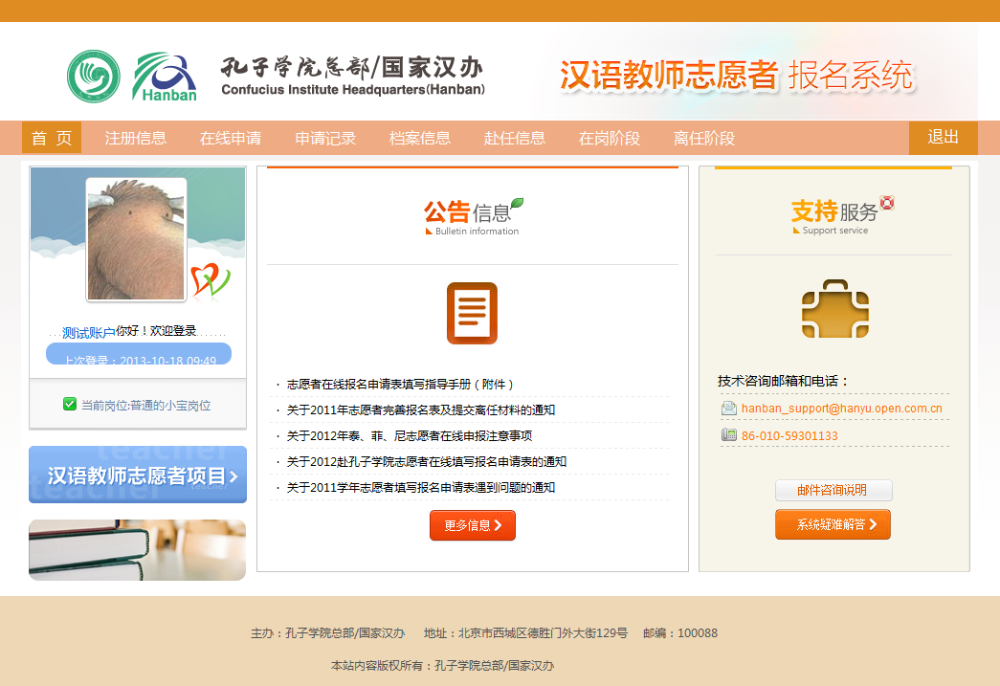 孔子学院总部/国家汉办
Confucius Institute Headquarters(Hanban)
Hanban
汉语教师志愿者 报名系统
首 页 注册信息 在线申请 申请记录 档案信息 赴任信息 在岗阶段 离任阶段 退出
测试账户你好！欢迎登录
上次登录：2013-10-18 09:49
当前岗位:普通的小宝岗位
teacher
汉语教师志愿者项目
teacher
teacher
公告信息
Bulletin information
· 志愿者在线报名申请表填写指导手册（附件）
· 关于2011年志愿者完善报名表及提交离任材料的通知
· 关于2012年泰、菲、尼志愿者在线申报注意事项
· 关于2012赴孔子学院志愿者在线填写报名申请表的通知
· 关于2011学年志愿者填写报名申请表遇到问题的通知
更多信息
支持服务
Support service
技术咨询邮箱和电话：
hanban_support@hanyu.open.com.cn
86-010-59301133
邮件咨询说明
系统疑难解答
主办：孔子学院总部/国家汉办 地址：北京市西城区德胜门外大街129号 邮编：100088
本站内容版权所有：孔子学院总部/国家汉办